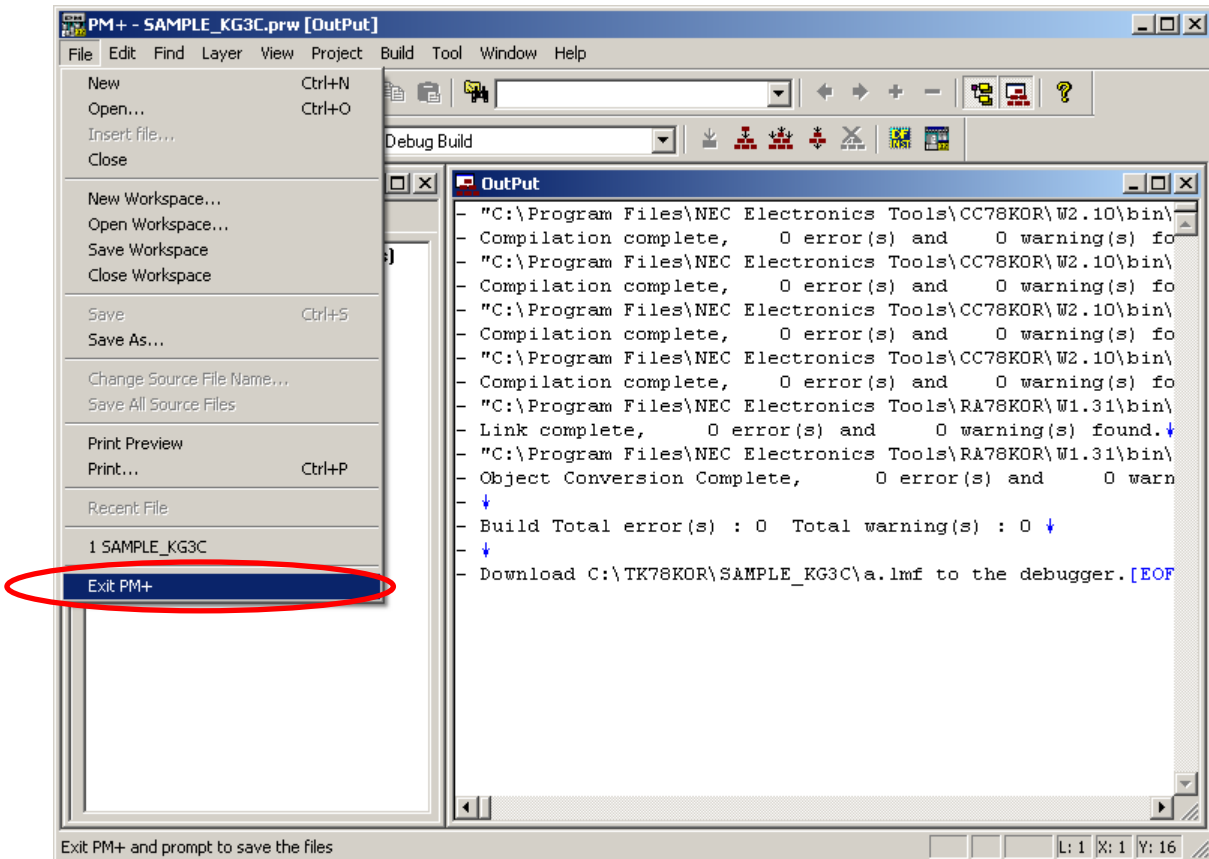 PM+ - SAMPLE_KG3C.prw [OutPut]
File Edit Find Layer View Project Build Tool Window Help
New Ctrl+N
Open... Ctrl+O
Insert file...
Close
New Workspace...
Open Workspace...
Save Workspace
Close Workspace
Save Ctrl+S
Save As...
Change Source File Name...
Save All Source Files
Print Preview
Print... Ctrl+P
Recent File
1 SAMPLE_KG3C
Exit PM+
Debug Build
OutPut
- "C:\Program Files\NEC Electronics Tools\CC78K0R\W2.10\bin\
- Compilation complete, 0 error(s) and 0 warning(s) fo
- "C:\Program Files\NEC Electronics Tools\CC78K0R\W2.10\bin\
- Compilation complete, 0 error(s) and 0 warning(s) fo
- "C:\Program Files\NEC Electronics Tools\CC78K0R\W2.10\bin\
- Compilation complete, 0 error(s) and 0 warning(s) fo
- "C:\Program Files\NEC Electronics Tools\CC78K0R\W2.10\bin\
- Compilation complete, 0 error(s) and 0 warning(s) fo
- "C:\Program Files\NEC Electronics Tools\RA78K0R\W1.31\bin\
- Link complete, 0 error(s) and 0 warning(s) found.↓
- "C:\Program Files\NEC Electronics Tools\RA78K0R\W1.31\bin\
- Object Conversion Complete, 0 error(s) and 0 warn
- ↓
- Build Total error(s) : 0 Total warning(s) : 0 ↓
- ↓
- Download C:\TK78K0R\SAMPLE_KG3C\a.lmf to the debugger.[EOF
Exit PM+ and prompt to save the files
L: 1 X: 1 Y: 16